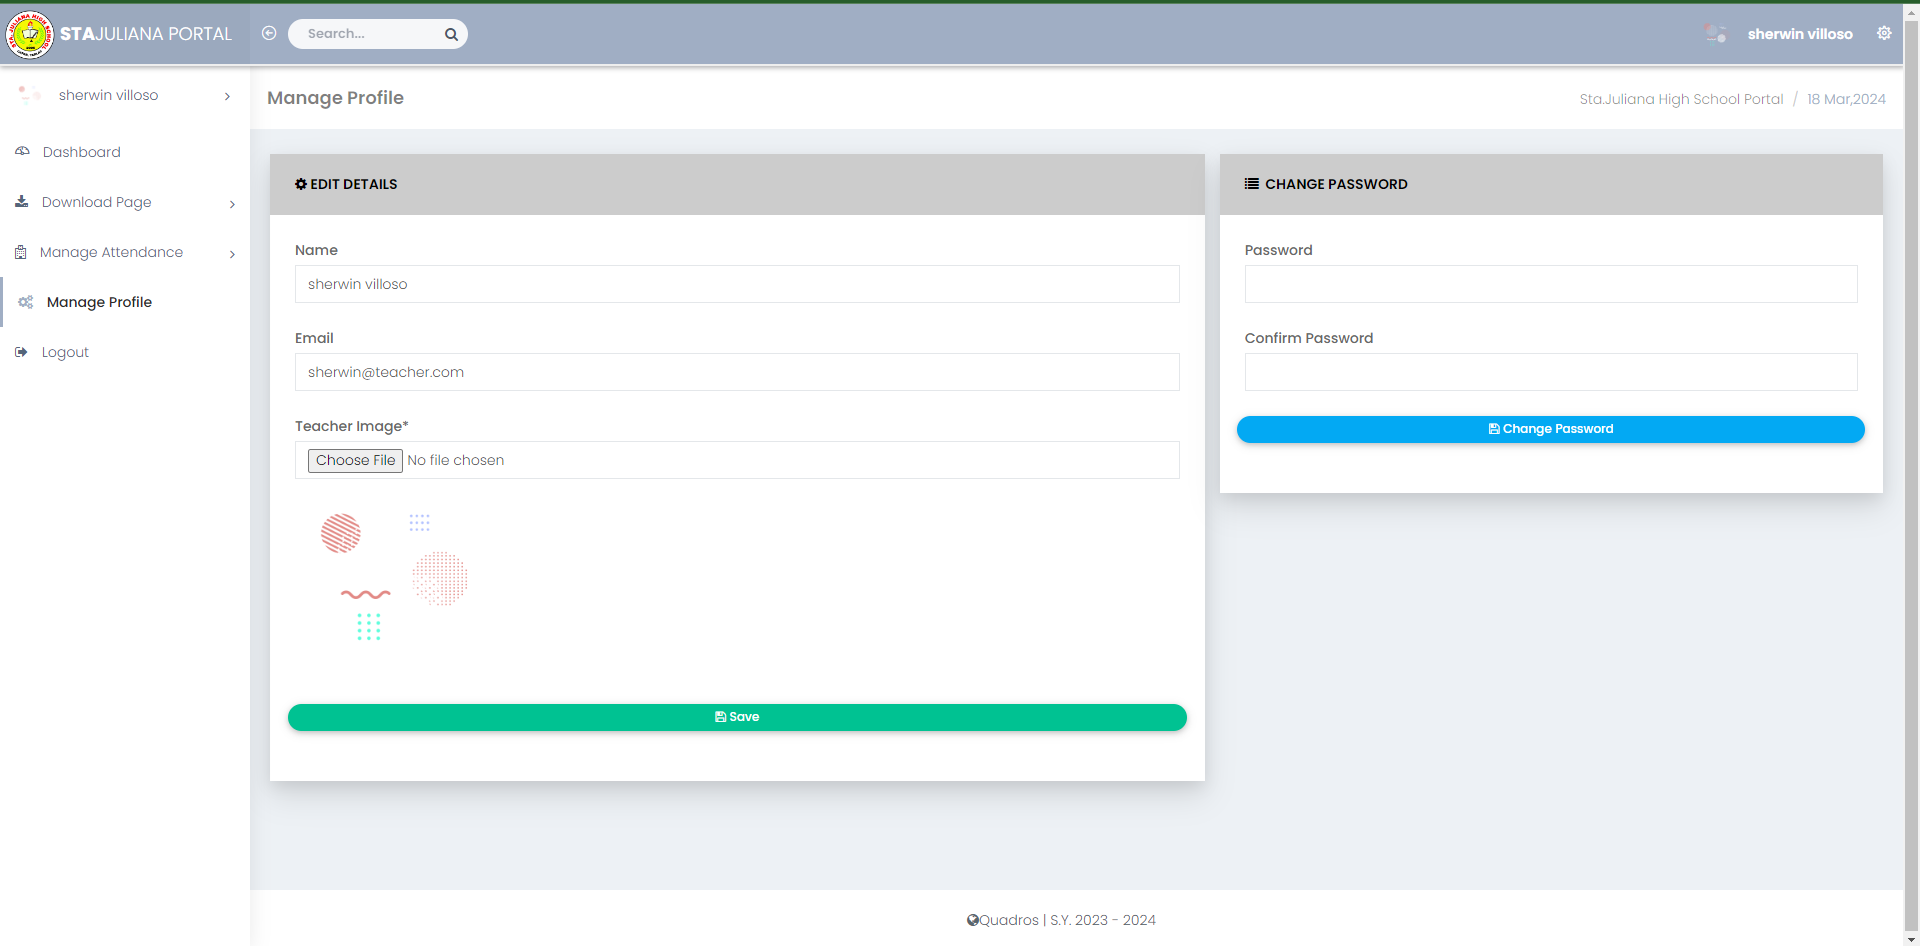 STAJULIANA PORTAL
Search...
sherwin villoso
sherwin villoso
Dashboard
Download Page
Manage Attendance
Manage Profile
Logout
Manage Profile
Sta.Juliana High School Portal / 18 Mar,2024
EDIT DETAILS
Name
sherwin villoso
Email
sherwin@teacher.com
Teacher Image*
Choose File No file chosen
Save
CHANGE PASSWORD
Password
Confirm Password
Change Password
Quadros | S.Y. 2023 - 2024